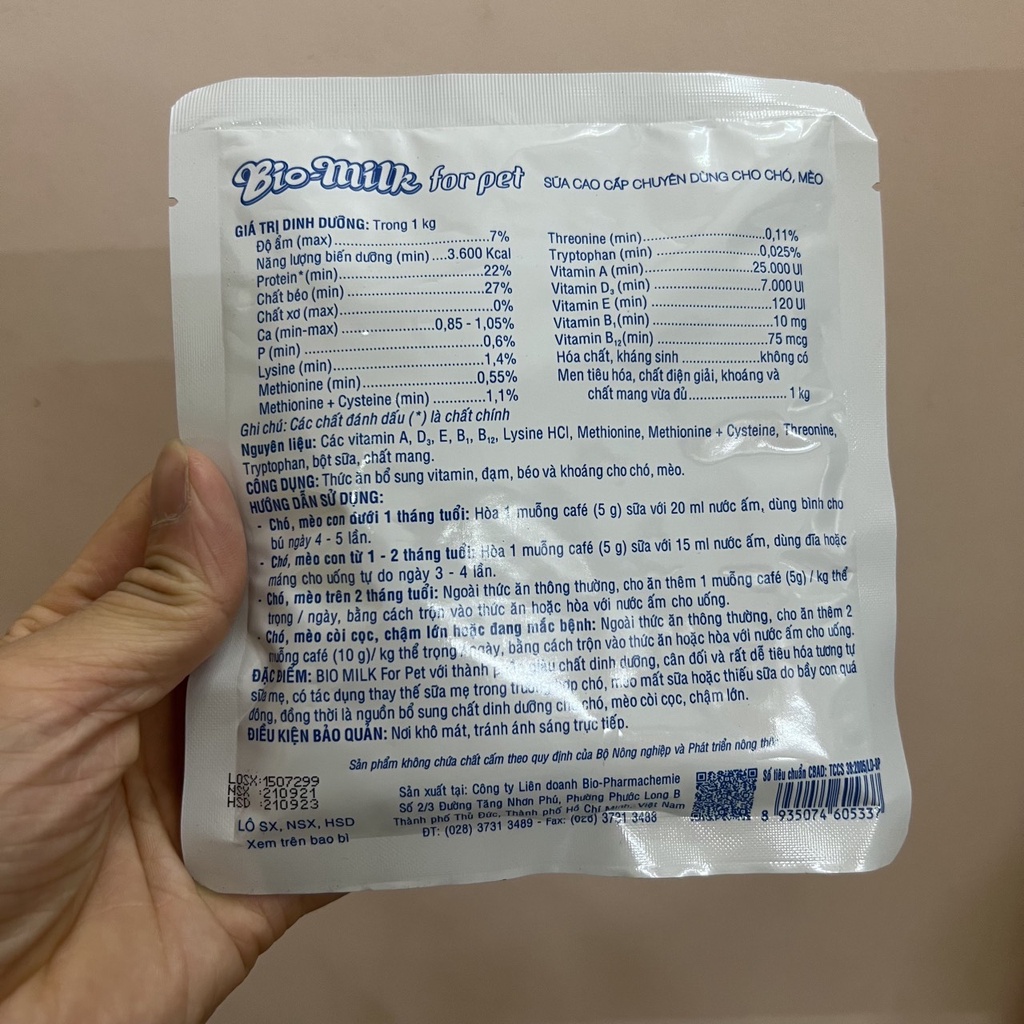 Bio-Milk for pet SỮA CAO CẤP CHUYÊN DÙNG CHO CHÓ, MÈO
GIÁ TRỊ DINH DƯỠNG: Trong 1 kg
Độ ẩm (max)..............................7%
Năng lượng biến dưỡng (min)....3.600 Kcal
Protein*(min)..............................22%
Chất béo (min) ..............................27%
Chất xơ (max)..............................0%
Ca (min-max) ....................0,85 - 1,05%
P (min) ..............................0,6%
Lysine (min)..............................1,4%
Methionine (min)....................0,55%
Methionine + Cysteine (min) ..........1,1%
Ghi chú: Các chất đánh dấu (*) là chất chính
Threonine (min)....................0,11%
Tryptophan (min) ....................0,025%
Vitamin A (min)....................25.000 UI
Vitamin D₃ (min) ....................7.000 UI
Vitamin E (min) ....................120 UI
Vitamin B₁(min) ....................10 mg
Vitamin B₁₂(min) ....................75 mcg
Hóa chất, kháng sinh ...............không có
Men tiêu hóa, chất điện giải, khoáng và
chất mang vừa đủ....................1 kg
Nguyên liệu: Các vitamin A, D₃, E, B₁, B₁₂, Lysine HCl, Methionine, Methionine + Cysteine, Threonine,
Tryptophan, bột sữa, chất mang.
CÔNG DỤNG: Thức ăn bổ sung vitamin, đạm, béo và khoáng cho chó, mèo.
HƯỚNG DẪN SỬ DỤNG:
- Chó, mèo con dưới 1 tháng tuổi: Hòa 1 muỗng café (5 g) sữa với 20 ml nước ấm, dùng bình cho
bú ngày 4 - 5 lần.
- Chó, mèo con từ 1 - 2 tháng tuổi: Hòa 1 muỗng café (5 g) sữa với 15 ml nước ấm, dùng đĩa hoặc
máng cho uống tự do ngày 3 - 4 lần.
- Chó, mèo trên 2 tháng tuổi: Ngoài thức ăn thông thường, cho ăn thêm 1 muỗng café (5g) / kg thể
trọng / ngày, bằng cách trộn vào thức ăn hoặc hòa với nước ấm cho uống.
- Chó, mèo còi cọc, chậm lớn hoặc đang mắc bệnh: Ngoài thức ăn thông thường, cho ăn thêm 2
muỗng café (10 g)/ kg thể trọng / ngày, bằng cách trộn vào thức ăn hoặc hòa với nước ấm cho uống.
ĐẶC ĐIỂM: BIO MILK For Pet với thành giàu chất dinh dưỡng, cân đối và rất dễ tiêu hóa tương tự
sữa mẹ, có tác dụng thay thế sữa mẹ trong trường hợp chó, mèo mất sữa hoặc thiếu sữa do bầy con quá
đông, đồng thời là nguồn bổ sung chất dinh dưỡng cho chó, mèo còi cọc, chậm lớn.
ĐIỀU KIỆN BẢO QUẢN: Nơi khô mát, tránh ánh sáng trực tiếp.
Sản phẩm không chứa chất cấm theo quy định của Bộ Nông nghiệp và Phát triển nông thôn
LOSX:1507299
NSX :210921
HSD :210923
LÔ SX, NSX, HSD
Xem trên bao bì
Sản xuất tại: Công ty Liên doanh Bio-Pharmachemie
Số 2/3 Đường Tăng Nhơn Phú, Phường Phước Long B
Thành phố Thủ Đức, Thành phố Hồ Chí Minh, Việt Nam
ĐT: (028) 3731 3489 - Fax: (028) 3731 3488
Số tiêu chuẩn CBAD: TCCS 38:2005/LD-BP
8 935074 605337